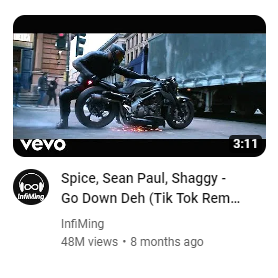 vevo
3:11
Spice, Sean Paul, Shaggy -
Go Down Deh (Tik Tok Rem...
InfiMing
InfiMing
48M views • 8 months ago